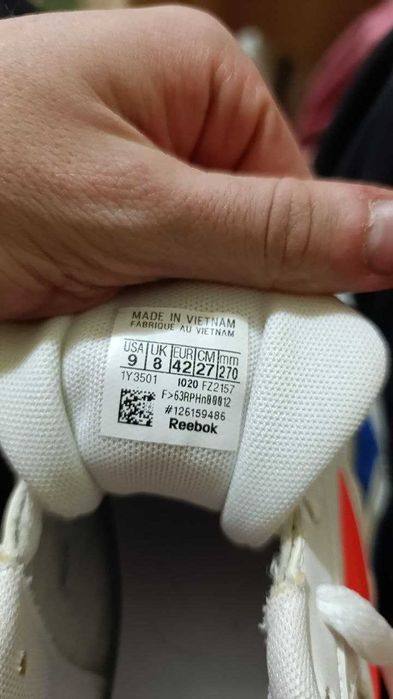 MADE IN VIETNAM
FABRIQUE AU VIETNAM
USA UK EUR CM mm
9 8 42 27 270
1Y3501 1020 FZ2157
F>63RPHn80012
#126159486
Reebok